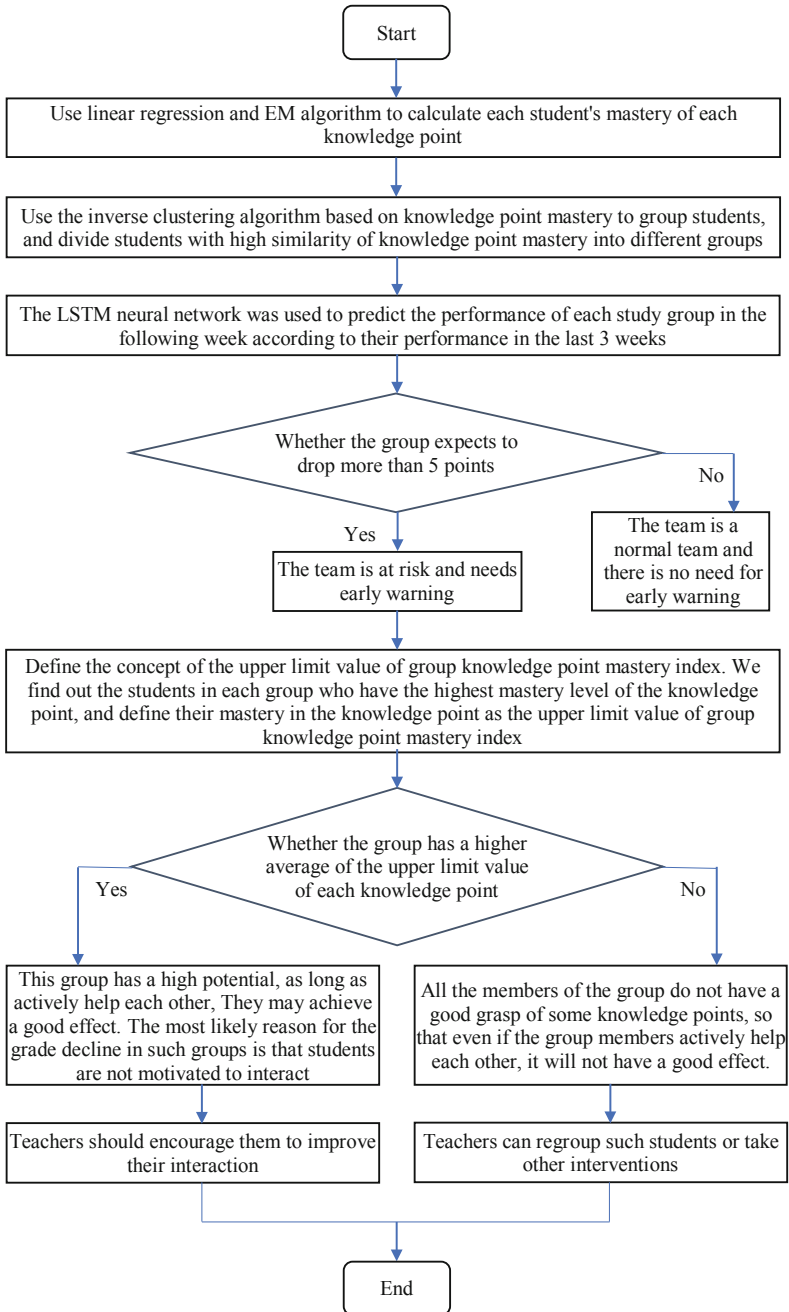 Start
Use linear regression and EM algorithm to calculate each student's mastery of each
knowledge point
Use the inverse clustering algorithm based on knowledge point mastery to group students,
and divide students with high similarity of knowledge point mastery into different groups
The LSTM neural network was used to predict the performance of each study group in the
following week according to their performance in the last 3 weeks
Whether the group expects to
drop more than 5 points
No
Yes
The team is a
normal team and
there is no need for
early warning
The team is at risk and needs
early warning
Define the concept of the upper limit value of group knowledge point mastery index. We
find out the students in each group who have the highest mastery level of the knowledge
point, and define their mastery in the knowledge point as the upper limit value of group
knowledge point mastery index
Whether the group has a higher
average of the upper limit value
of each knowledge point
Yes
No
This group has a high potential, as long as
actively help each other, They may achieve
a good effect. The most likely reason for the
grade decline in such groups is that students
are not motivated to interact
All the members of the group do not have a
good grasp of some knowledge points, so
that even if the group members actively help
each other, it will not have a good effect.
Teachers should encourage them to improve
their interaction
Teachers can regroup such students or take
other interventions
End